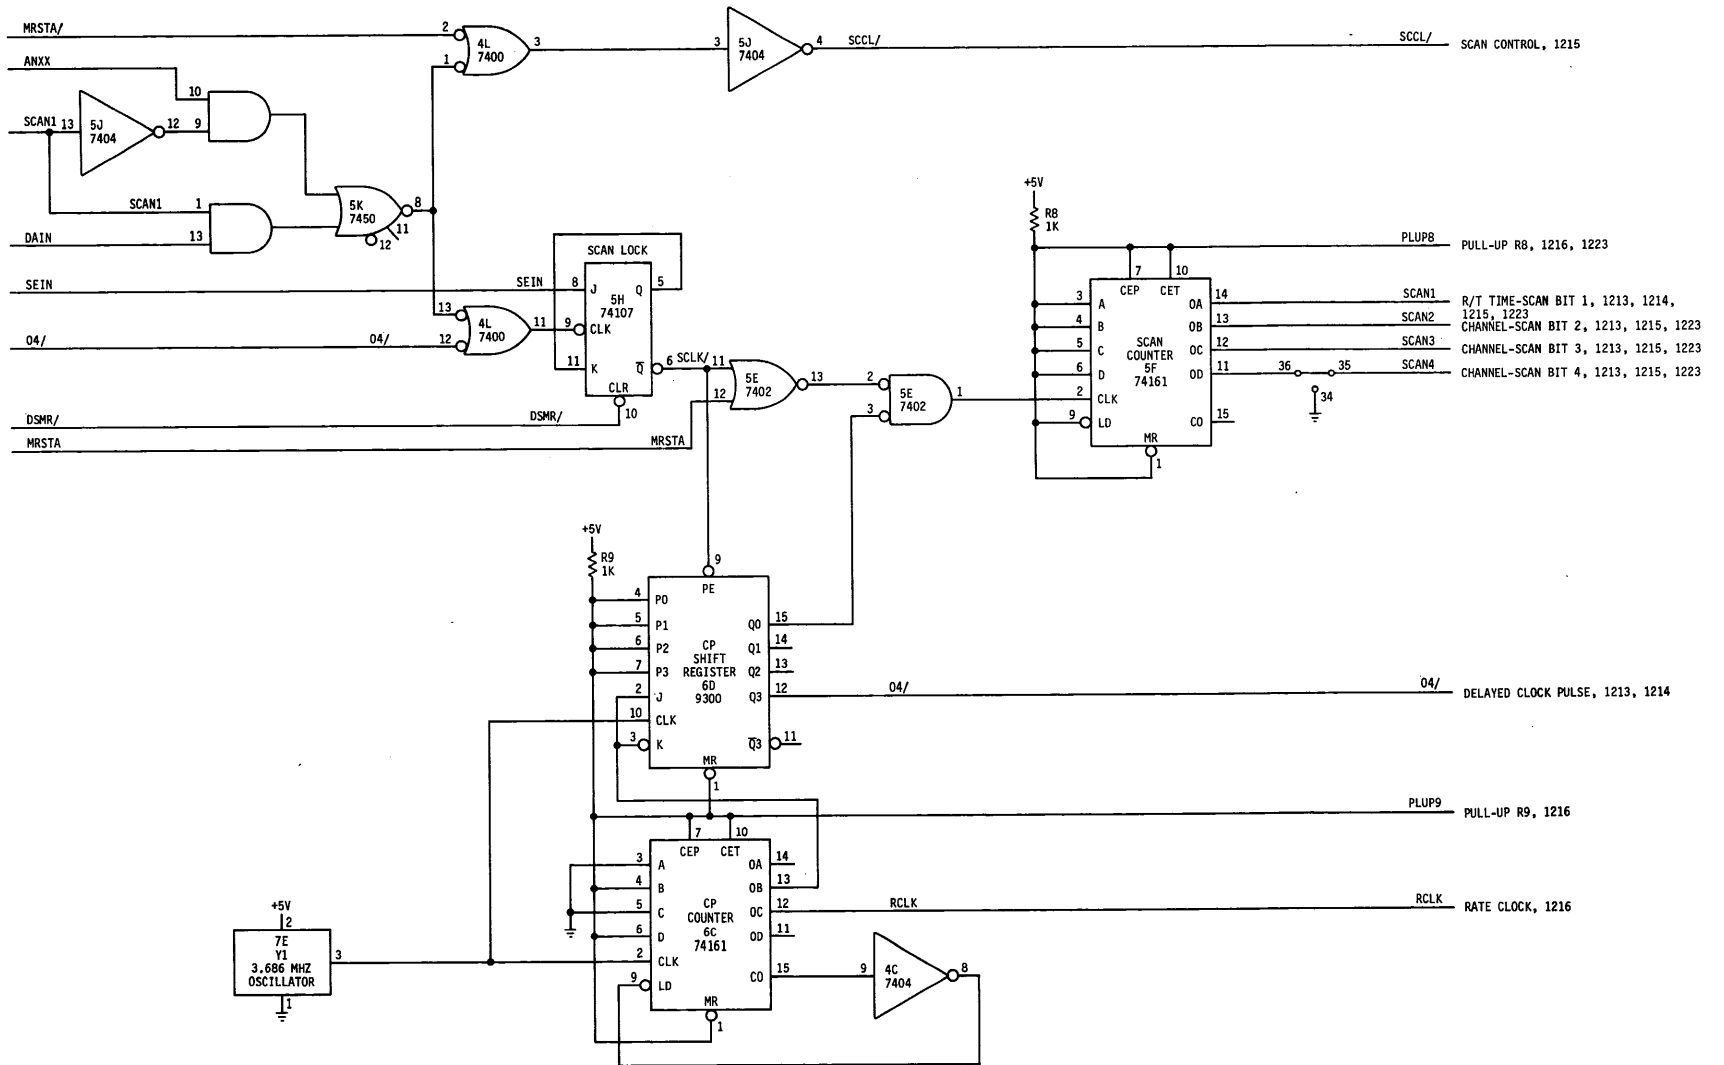 MRSTA/
2
4L
7400
3
1
3
5J
7404
4
SCCL/
SCCL/
SCAN CONTROL, 1215
ANXX
10
SCAN1
13
5J
7404
12
9
SCAN1
1
DAIN
13
5K
7450
8
11
12
SCAN LOCK
SEIN
SEIN
8
J
Q
5
5H
74107
13
4L
7400
11
9
CLK
04/
04/
12
11
K
Q
6
SCLK/
CLR
10
DSMR/
DSMR/
MRSTA
MRSTA
11
5E
7402
13
12
2
5E
7402
1
3
+5V
R8
1K
PLUP8
PULL-UP R8, 1216, 1223
7
10
CEP
CET
3
A
OA
14
SCAN1
R/T TIME-SCAN BIT 1, 1213, 1214,
1215, 1223
4
B
OB
13
SCAN2
CHANNEL-SCAN BIT 2, 1213, 1215, 1223
5
C
SCAN
COUNTER
5F
74161
OC
12
SCAN3
CHANNEL-SCAN BIT 3, 1213, 1215, 1223
6
D
OD
11
36
35
SCAN4
CHANNEL-SCAN BIT 4, 1213, 1215, 1223
34
2
CLK
9
LD
CO
15
MR
1
+5V
R9
1K
9
PE
4
P0
5
P1
Q0
15
6
P2
Q1
14
7
P3
Q2
13
CP
SHIFT
REGISTER
6D
9300
2
J
Q3
12
04/
04/
DELAYED CLOCK PULSE, 1213, 1214
10
CLK
3
K
Q3
11
MR
1
PLUP9
PULL-UP R9, 1216
7
10
CEP
CET
3
A
OA
14
4
B
OB
13
5
C
CP
COUNTER
6C
74161
OC
12
RCLK
RCLK
RATE CLOCK, 1216
6
D
OD
11
2
CLK
CO
15
9
LD
MR
1
9
4C
7404
8
+5V
2
7E
Y1
3.686 MHZ
OSCILLATOR
3
1